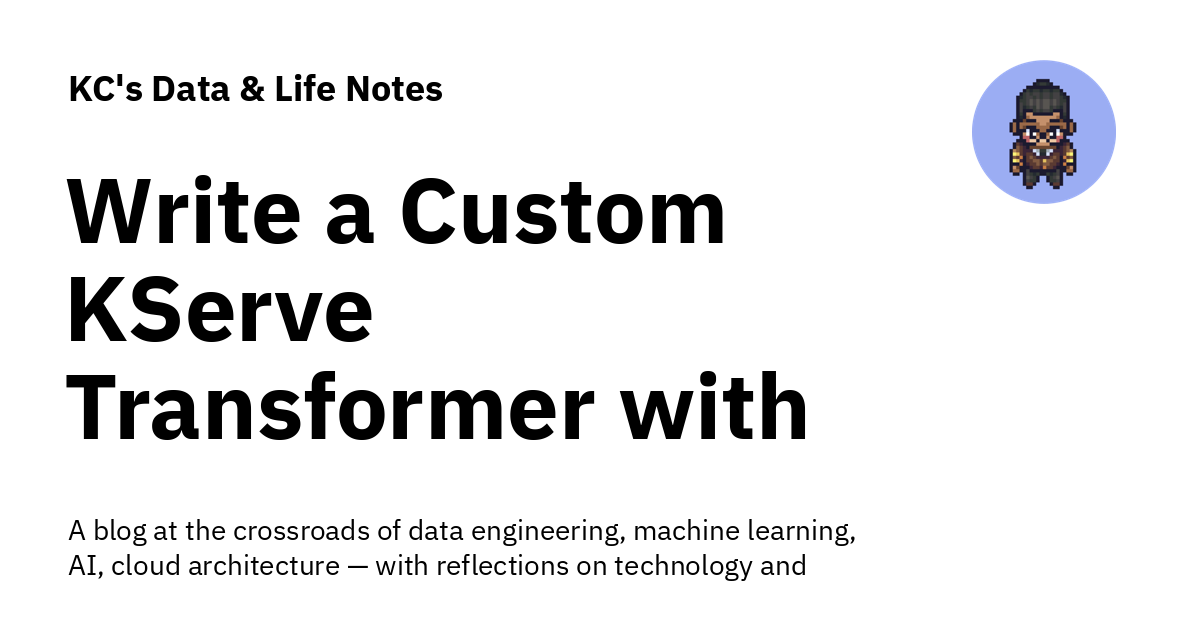 KC's Data & Life Notes
Write a Custom
KServe
Transformer with
A blog at the crossroads of data engineering, machine learning,
AI, cloud architecture — with reflections on technology and